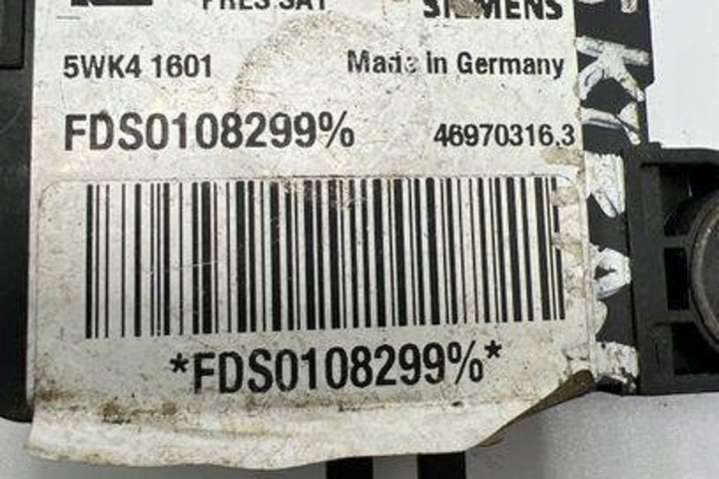 PRES SAT
SIEMENS
5WK4 1601 Made in Germany
FDS0108299% 46970316.3
*FDS0108299%*